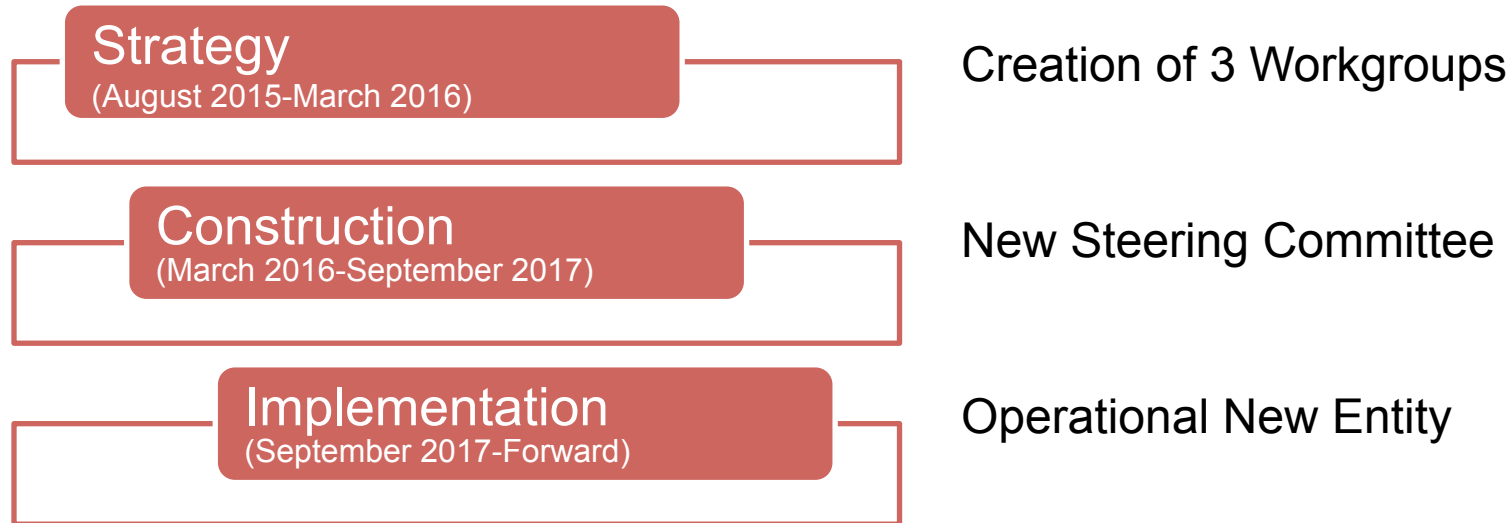 Strategy
(August 2015-March 2016)
Creation of 3 Workgroups
Construction
(March 2016-September 2017)
New Steering Committee
Implementation
(September 2017-Forward)
Operational New Entity